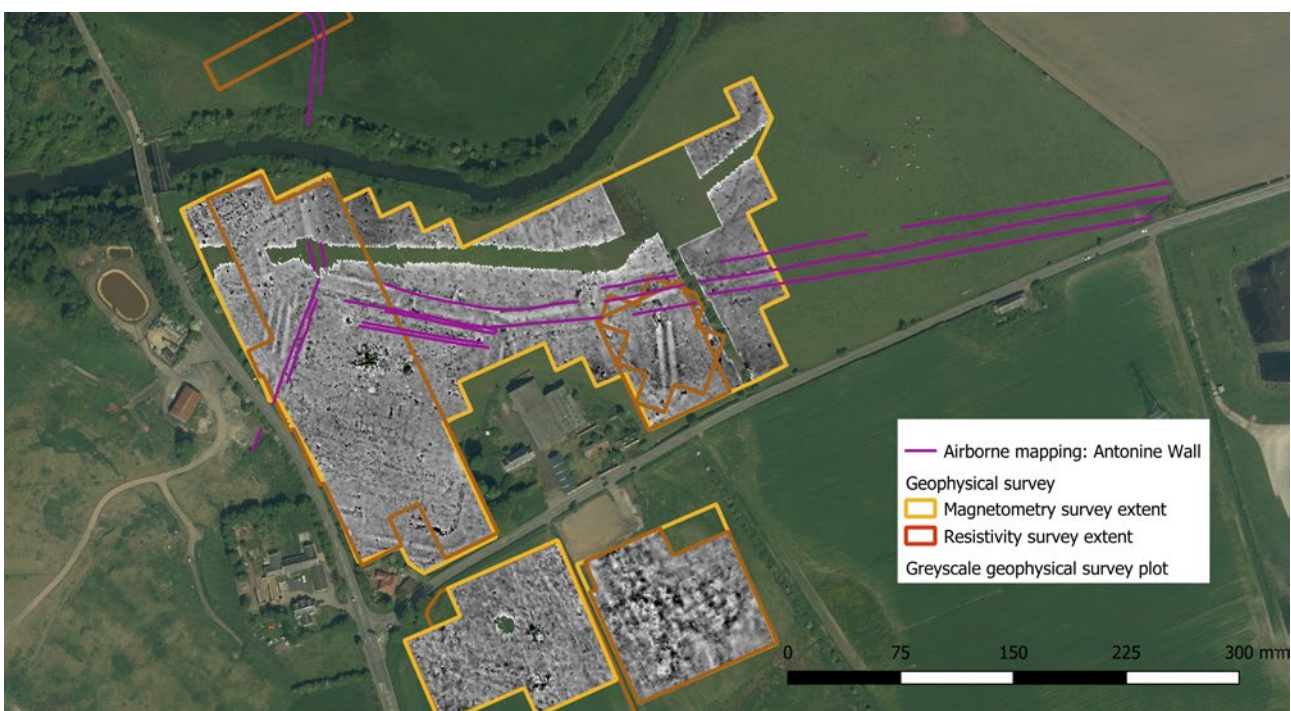 Airborne mapping: Antonine Wall
Geophysical survey
Magnetometry survey extent
Resistivity survey extent
Greyscale geophysical survey plot
0 75 150 225 300 mm